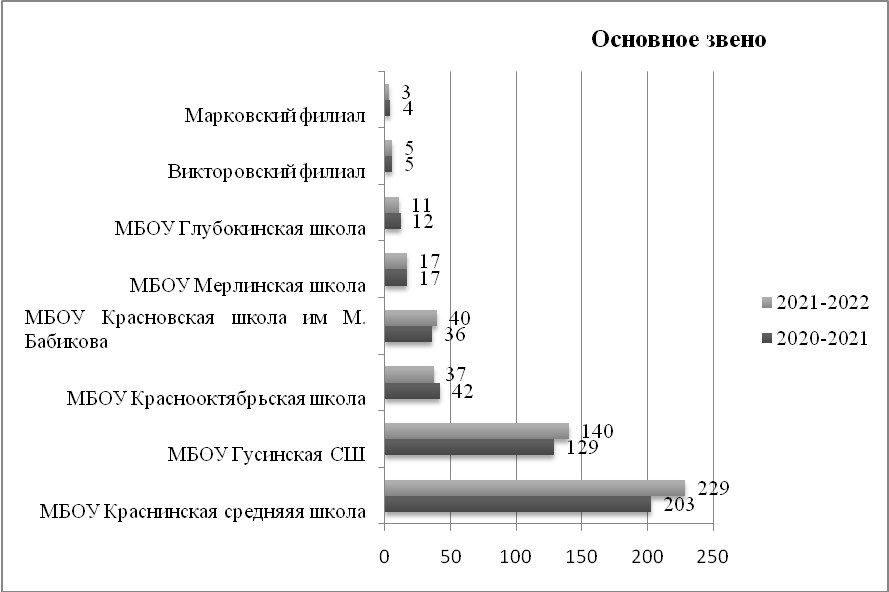 Основное звено
3
4
Марковский филиал
5
5
Викторовский филиал
11
12
МБОУ Глубокинская школа
17
17
МБОУ Мерлинская школа
40
36
МБОУ Красновская школа им М.
Бабикова
37
42
МБОУ Краснооктябрьская школа
140
129
МБОУ Гусинская СШ
229
203
МБОУ Краснинская средняяя школа
2021-2022
2020-2021
0 50 100 150 200 250